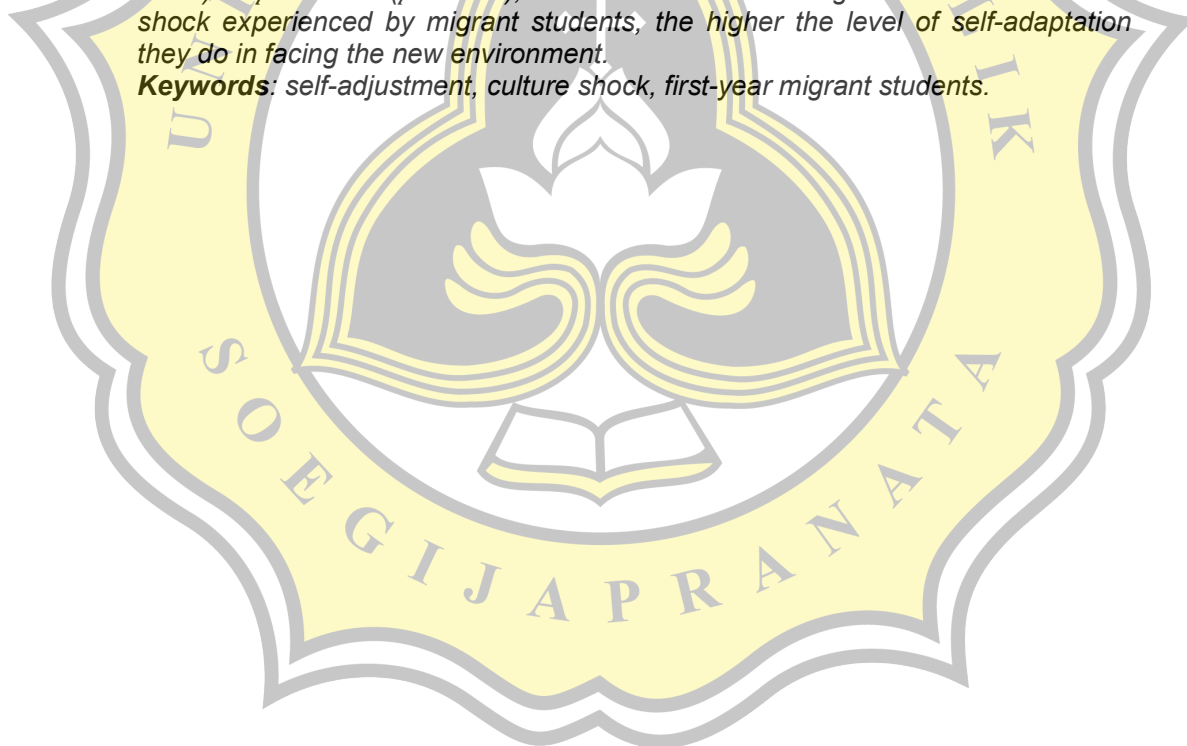 shock experienced by migrant students, the higher the level of self-adaptation
they do in facing the new environment.
Keywords: self-adjustment, culture shock, first-year migrant students.
SOEGIJAPRANATA